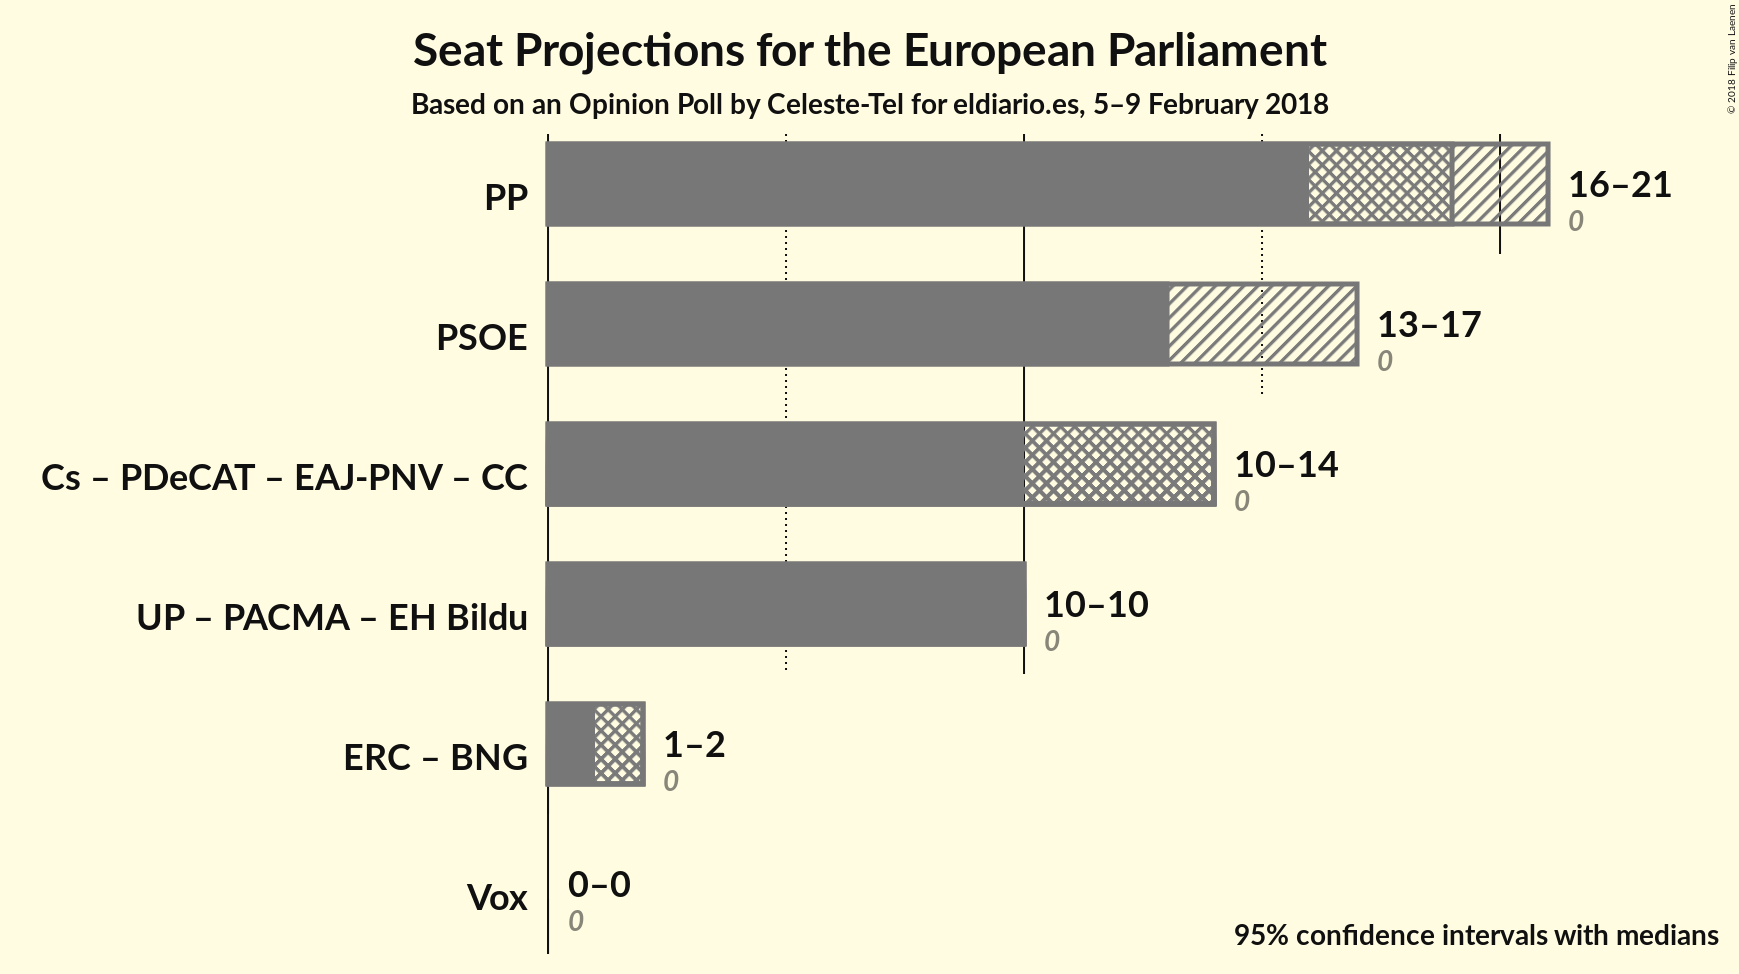 Seat Projections for the European Parliament
Based on an Opinion Poll by Celeste-Tel for eldiario.es, 5–9 February 2018
© 2018 Filip van Laenen
PP
16–21
0
PSOE
13–17
0
Cs – PDeCAT – EAJ-PNV – CC
10–14
0
UP – PACMA – EH Bildu
10–10
0
ERC – BNG
1–2
0
Vox
0–0
0
95% confidence intervals with medians